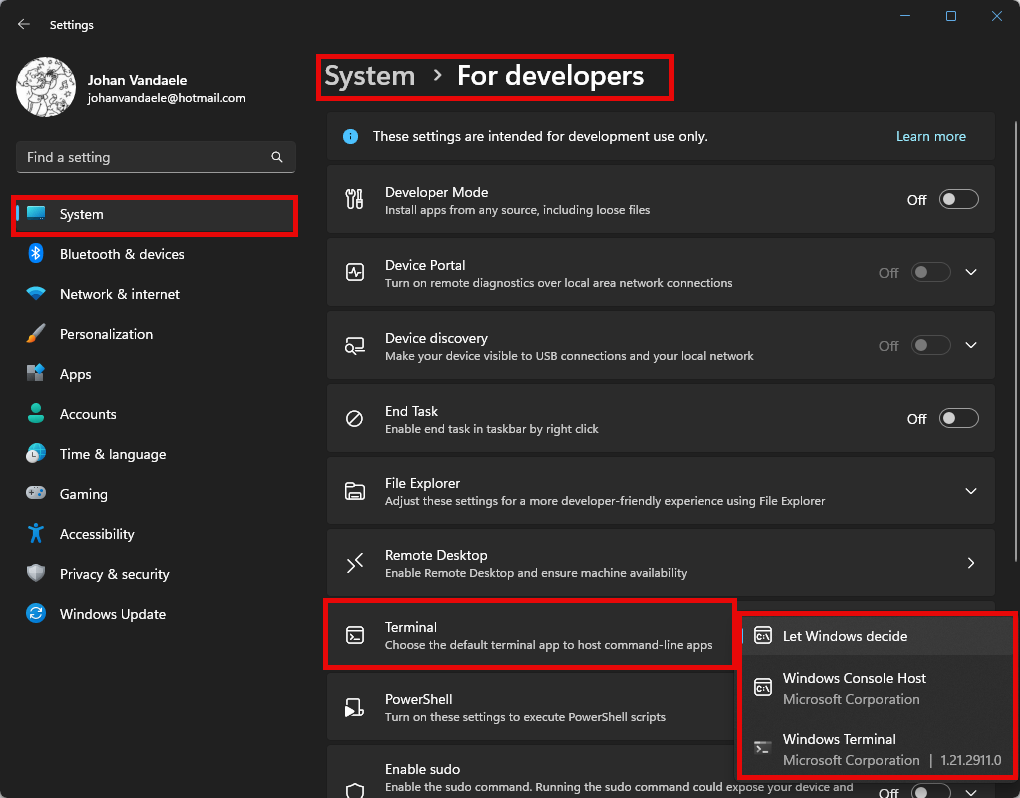 Settings
Johan Vandaele
johanvandaele@hotmail.com
Find a setting
System
Bluetooth & devices
Network & internet
Personalization
Apps
Accounts
Time & language
Gaming
Accessibility
Privacy & security
Windows Update
System > For developers
These settings are intended for development use only.
Learn more
Developer Mode
Install apps from any source, including loose files
Off
Device Portal
Turn on remote diagnostics over local area network connections
Off
Device discovery
Make your device visible to USB connections and your local network
Off
End Task
Enable end task in taskbar by right click
Off
File Explorer
Adjust these settings for a more developer-friendly experience using File Explorer
Remote Desktop
Enable Remote Desktop and ensure machine availability
Terminal
Choose the default terminal app to host command-line apps
Let Windows decide
Windows Console Host
Microsoft Corporation
Windows Terminal
Microsoft Corporation | 1.21.2911.0
PowerShell
Turn on these settings to execute PowerShell scripts
Enable sudo
Enable the sudo command. Running the sudo command could expose your device and
Off